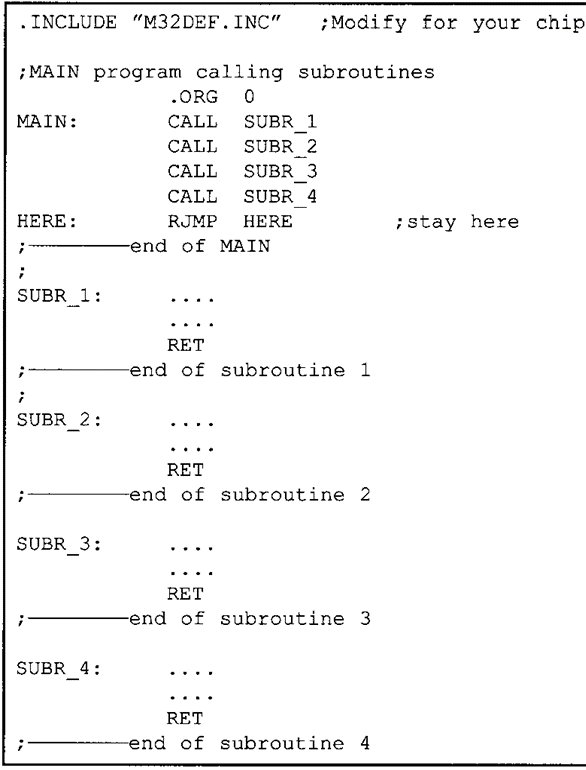 .INCLUDE "M32DEF.INC" ;Modify for your chip
;MAIN program calling subroutines
.ORG 0
MAIN: CALL SUBR_1
CALL SUBR_2
CALL SUBR_3
CALL SUBR_4
HERE: RJMP HERE ;stay here
;————end of MAIN
;
SUBR_1: ....
....
RET
;————end of subroutine 1
;
SUBR_2: ....
....
RET
;————end of subroutine 2
SUBR_3: ....
....
RET
;————end of subroutine 3
SUBR_4: ....
....
RET
;————end of subroutine 4